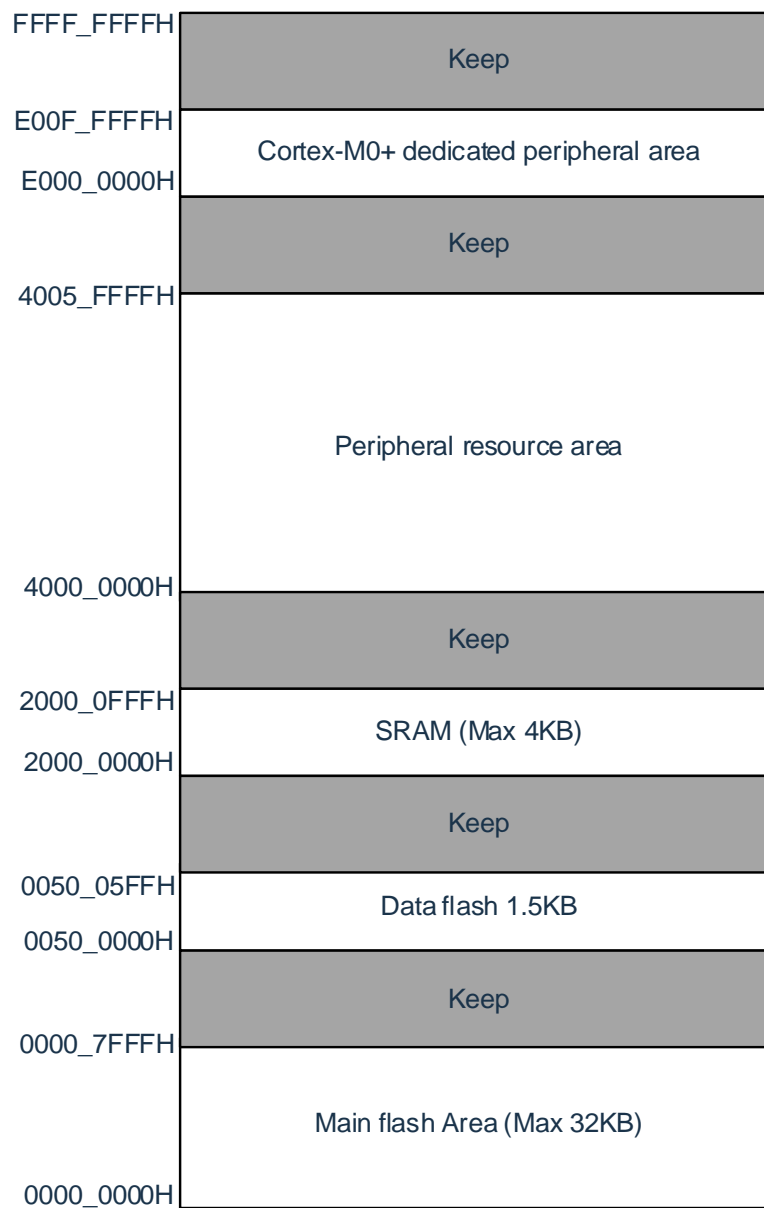 FFFF_FFFFH
Keep
E00F_FFFFH
Cortex-M0+ dedicated peripheral area
E000_0000H
Keep
4005_FFFFH
Peripheral resource area
4000_0000H
Keep
2000_0FFFH
SRAM (Max 4KB)
2000_0000H
Keep
0050_05FFH
Data flash 1.5KB
0050_0000H
Keep
0000_7FFFH
Main flash Area (Max 32KB)
0000_0000H